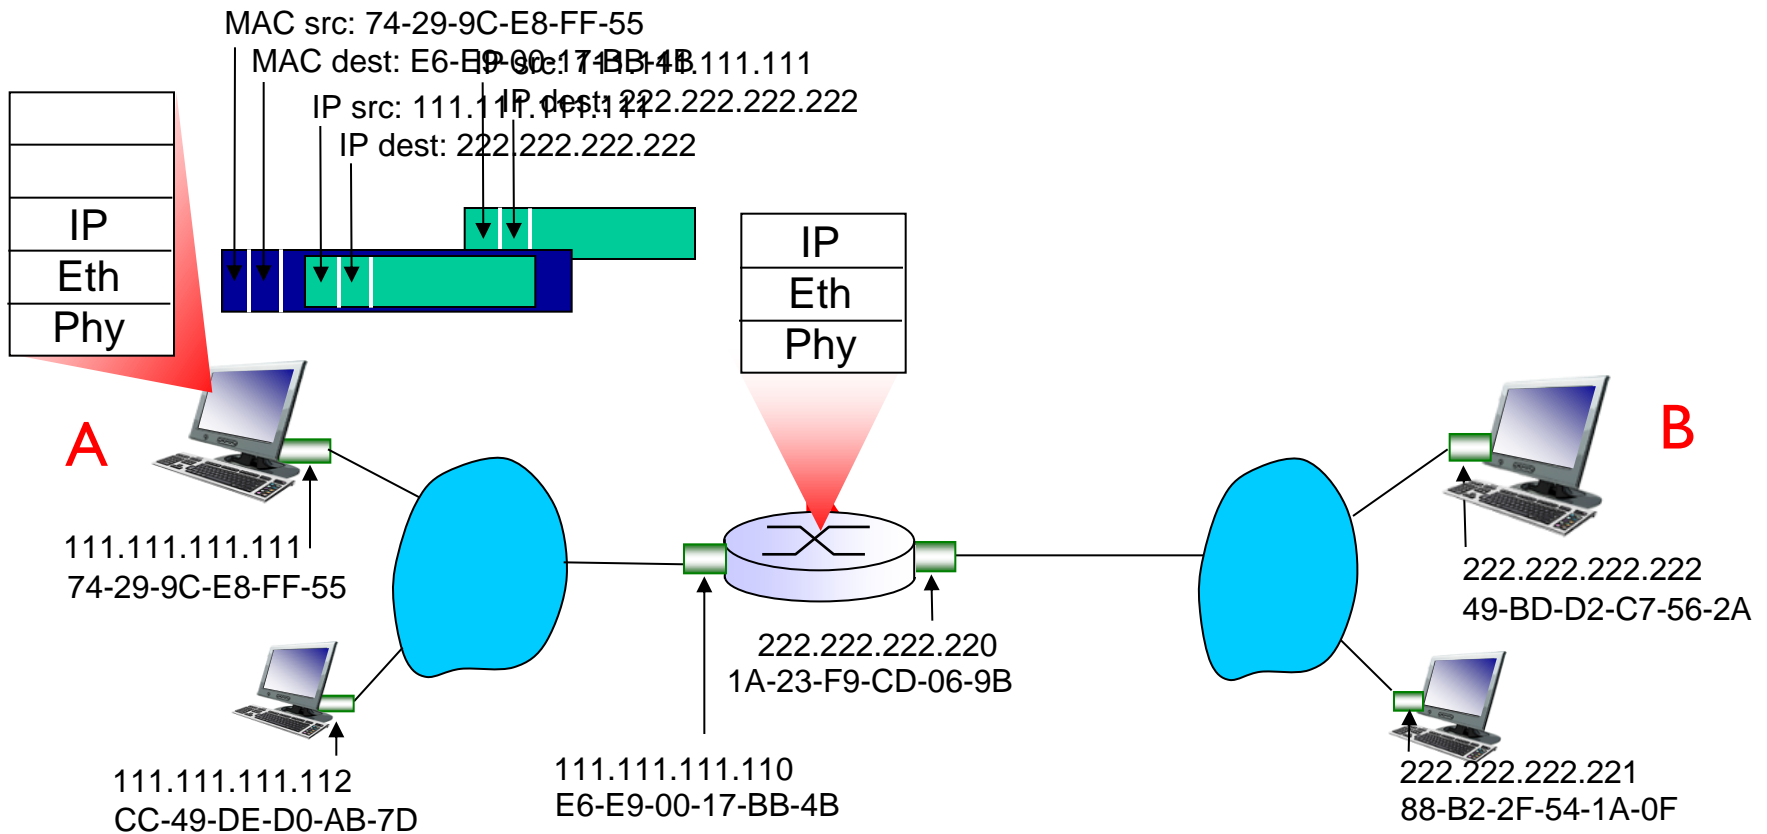 MAC src: 74-29-9C-E8-FF-55
MAC dest: E6-E9-00-17-BB-4B
IP src: 111.111.111.111
IP dest: 222.222.222.222
IP src: 111.111.111.111
IP dest: 222.222.222.222
IP
Eth
Phy
IP
Eth
Phy
A
B
111.111.111.111
74-29-9C-E8-FF-55
222.222.222.222
49-BD-D2-C7-56-2A
222.222.222.220
1A-23-F9-CD-06-9B
111.111.111.112
CC-49-DE-D0-AB-7D
111.111.111.110
E6-E9-00-17-BB-4B
222.222.222.221
88-B2-2F-54-1A-0F